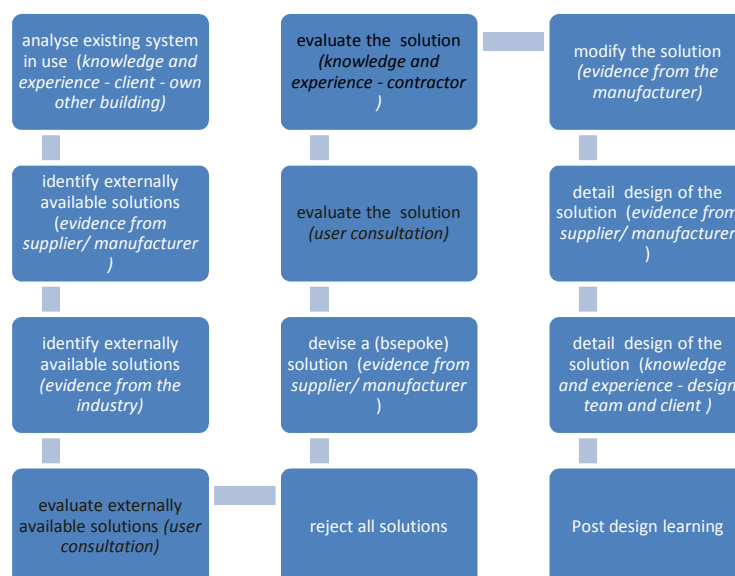 analyse existing system
in use (knowledge and
experience - client - own
other building)
identify externally
available solutions
(evidence from
supplier/ manufacturer
)
identify externally
available solutions
(evidence from the
industry)
evaluate externally
available solutions (user
consultation)
reject all solutions
devise a (bsepoke)
solution (evidence from
supplier/ manufacturer
)
evaluate the solution
(user consultation)
evaluate the solution
(knowledge and
experience - contractor
)
modify the solution
(evidence from the
manufacturer)
detail design of the
solution (evidence from
supplier/ manufacturer
)
detail design of the
solution (knowledge
and experience - design
team and client )
Post design learning